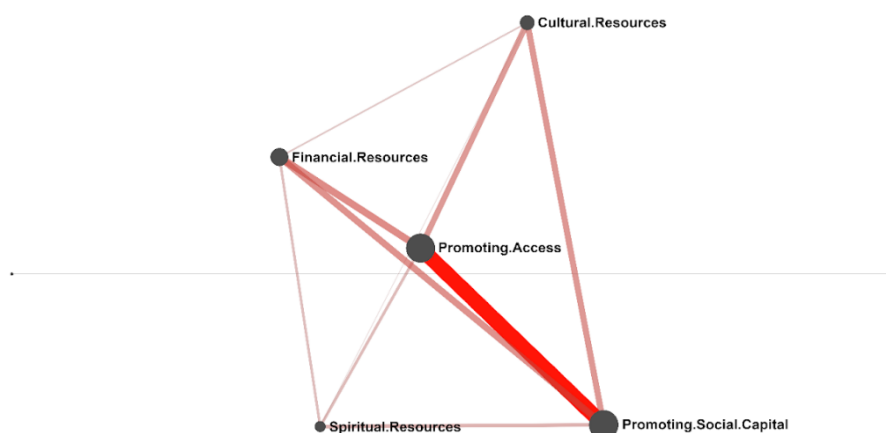 Cultural.Resources
Financial.Resources
Promoting.Access
Spiritual.Resources
Promoting.Social.Capital